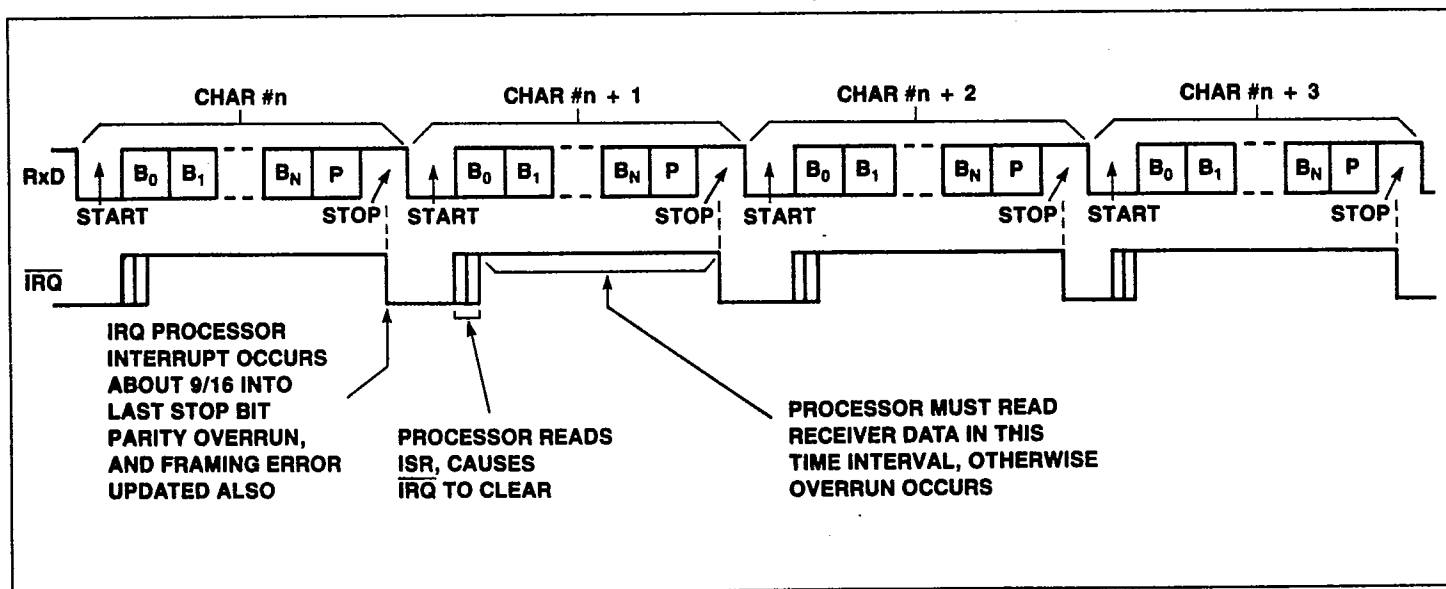 CHAR #n
CHAR #n + 1
CHAR #n + 2
CHAR #n + 3
RxD
B0 B1 BN P
B0 B1 BN P
B0 B1 BN P
B0 B1 BN P
START STOP
START STOP
START STOP
START STOP
IRQ
IRQ PROCESSOR
INTERRUPT OCCURS
ABOUT 9/16 INTO
LAST STOP BIT
PARITY OVERRUN,
AND FRAMING ERROR
UPDATED ALSO
PROCESSOR READS
ISR, CAUSES
IRQ TO CLEAR
PROCESSOR MUST READ
RECEIVER DATA IN THIS
TIME INTERVAL, OTHERWISE
OVERRUN OCCURS